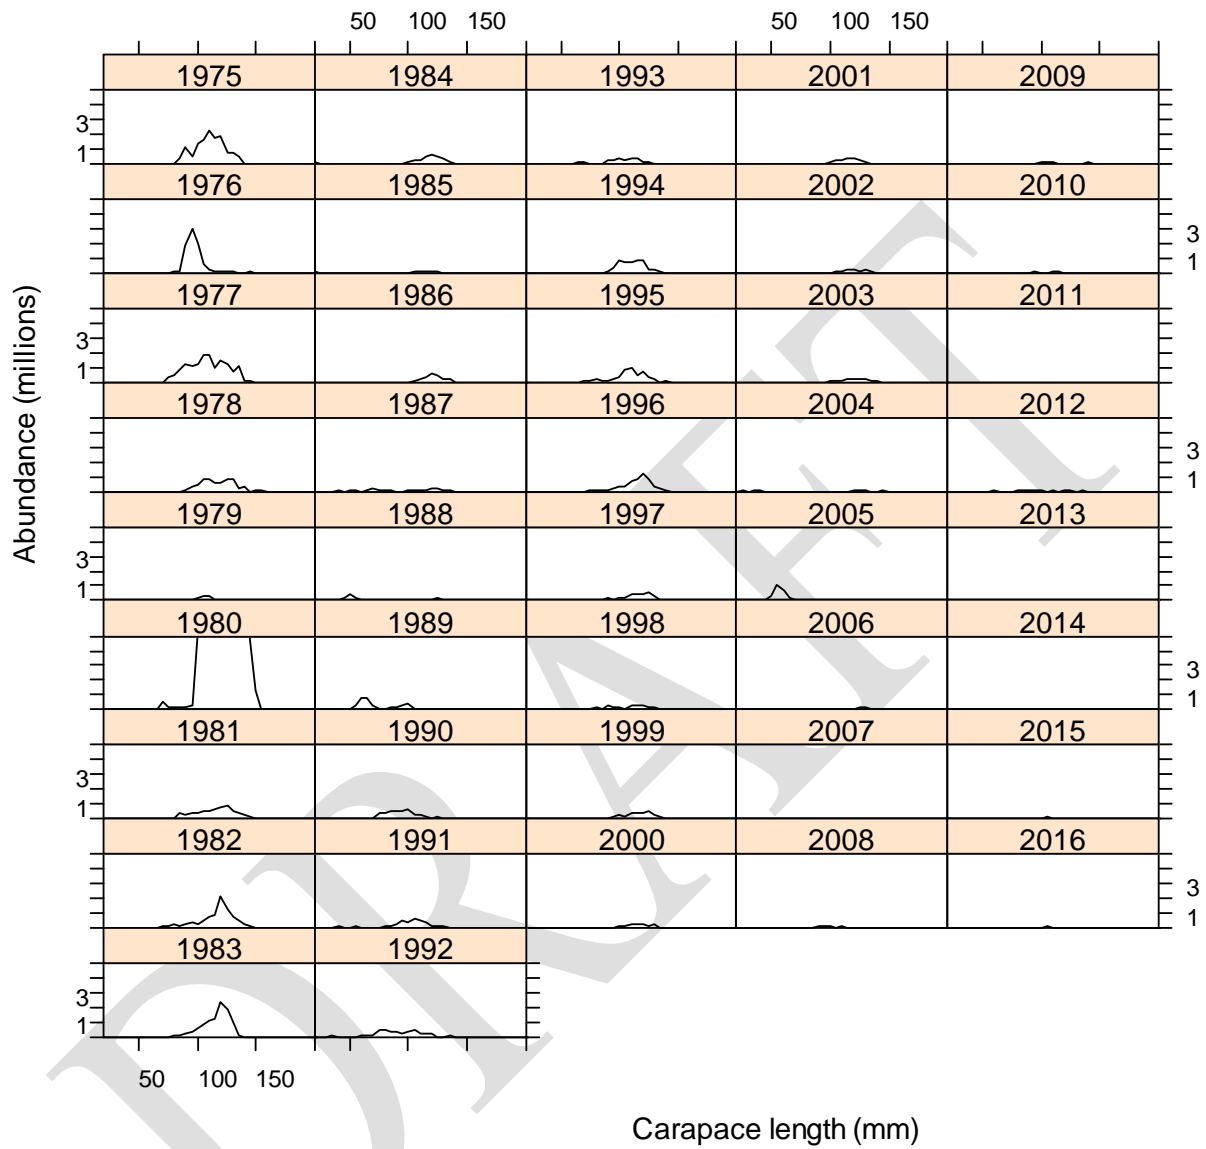 50 100 150 50 100 150
1975 1984 1993 2001 2009
3
1
1976 1985 1994 2002 2010
3
1
1977 1986 1995 2003 2011
3
1
1978 1987 1996 2004 2012
3
1
1979 1988 1997 2005 2013
3
1
1980 1989 1998 2006 2014
3
1
1981 1990 1999 2007 2015
3
1
1982 1991 2000 2008 2016
3
1
1983 1992
3
1
50 100 150
Abundance (millions)
Carapace length (mm)
DRAFT